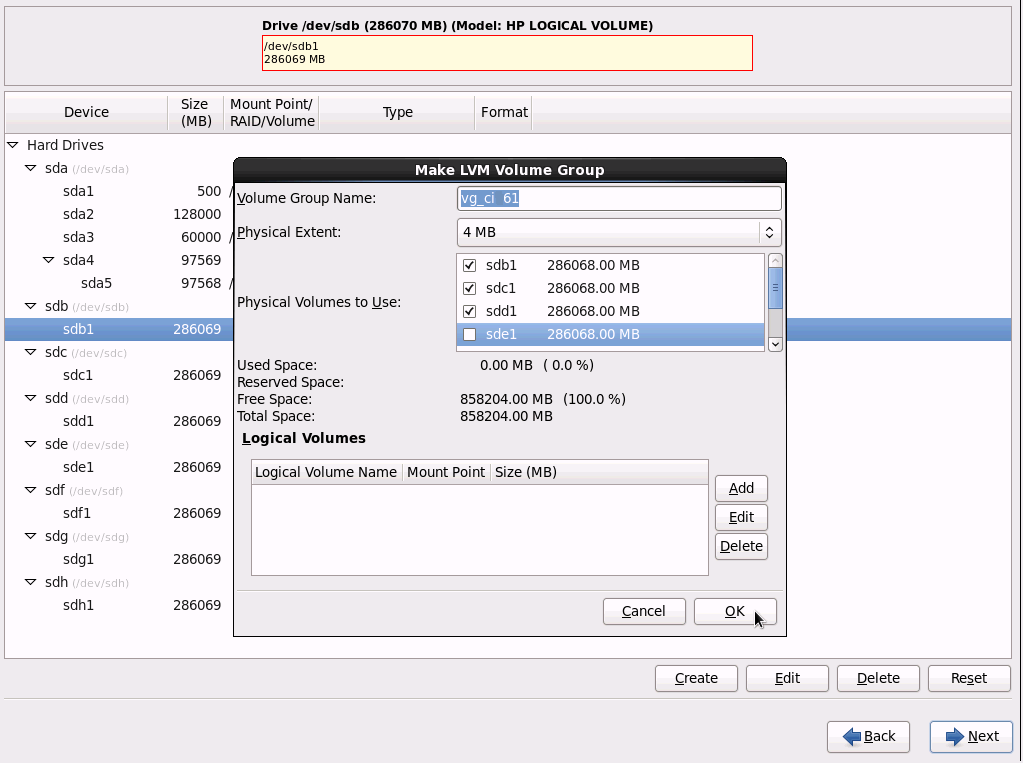 Drive /dev/sdb (286070 MB) (Model: HP LOGICAL VOLUME)
/dev/sdb1
286069 MB
Device Size (MB) Mount Point/ RAID/Volume Type Format
Hard Drives
sda (/dev/sda)
sda1 500 /
sda2 128000
sda3 60000 /
sda4 97569
sda5 97568 /
sdb (/dev/sdb)
sdb1 286069
sdc (/dev/sdc)
sdc1 286069
sdd (/dev/sdd)
sdd1 286069
sde (/dev/sde)
sde1 286069
sdf (/dev/sdf)
sdf1 286069
sdg (/dev/sdg)
sdg1 286069
sdh (/dev/sdh)
sdh1 286069
Make LVM Volume Group
Volume Group Name: vg_ci_61
Physical Extent: 4 MB
Physical Volumes to Use:
sdb1 286068.00 MB
sdc1 286068.00 MB
sdd1 286068.00 MB
sde1 286068.00 MB
Used Space: 0.00 MB ( 0.0 %)
Reserved Space:
Free Space: 858204.00 MB (100.0 %)
Total Space: 858204.00 MB
Logical Volumes
Logical Volume Name Mount Point Size (MB)
Add
Edit
Delete
Cancel OK
Create Edit Delete Reset
Back Next